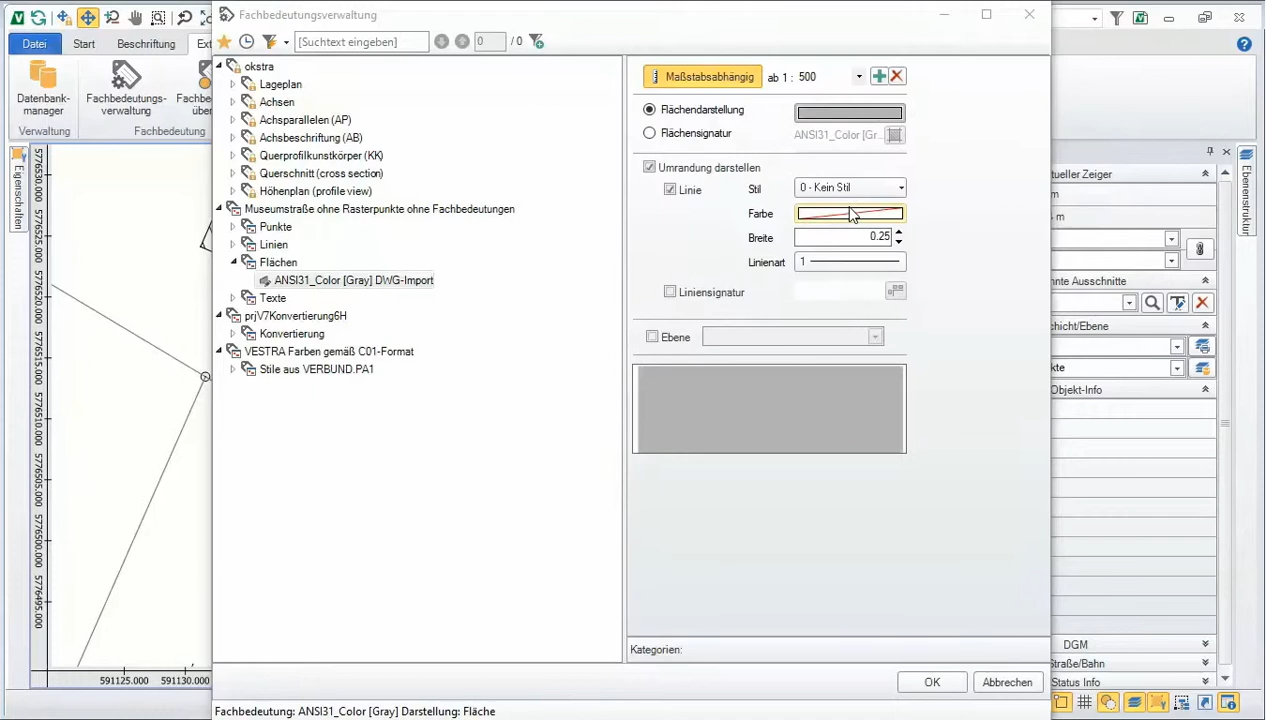 Fachbedeutungsverwaltung
[Suchtext eingeben]
0
/ 0
Datei
Start
Beschriftung
Datenbank-
manager
Fachbedeutungs-
verwaltung
Verwaltung
Fachbedeutung
Eigenschaften
okstra
Lageplan
Achsen
Achsparallelen (AP)
Achsbeschriftung (AB)
Querprofilkunstkörper (KK)
Querschnitt (cross section)
Höhenplan (profile view)
Museumstraße ohne Rasterpunkte ohne Fachbedeutungen
Punkte
Linien
Flächen
ANSI31_Color [Gray] DWG-Import
Texte
prjV7Konvertierung6H
Konvertierung
VESTRA Farben gemäß C01-Format
Stile aus VERBUND.PA1
Maßstabsabhängig
ab 1 :
500
Flächendarstellung
Flächensignatur
ANSI31_Color [Gr...
Umrandung darstellen
Linie
Stil
0 - Kein Stil
Farbe
Breite
0.25
Linienart
1
Liniensignatur
Ebene
Kategorien:
OK
Abbrechen
Fachbedeutung: ANSI31_Color [Gray] Darstellung: Fläche
5776530.000
5776525.000
5776520.000
5776515.000
5776510.000
5776505.000
5776500.000
5776495.000
591125.000
591130.000
tueller Zeiger
Ebenenstruktur
Objekt-Info
DGM
Status Info